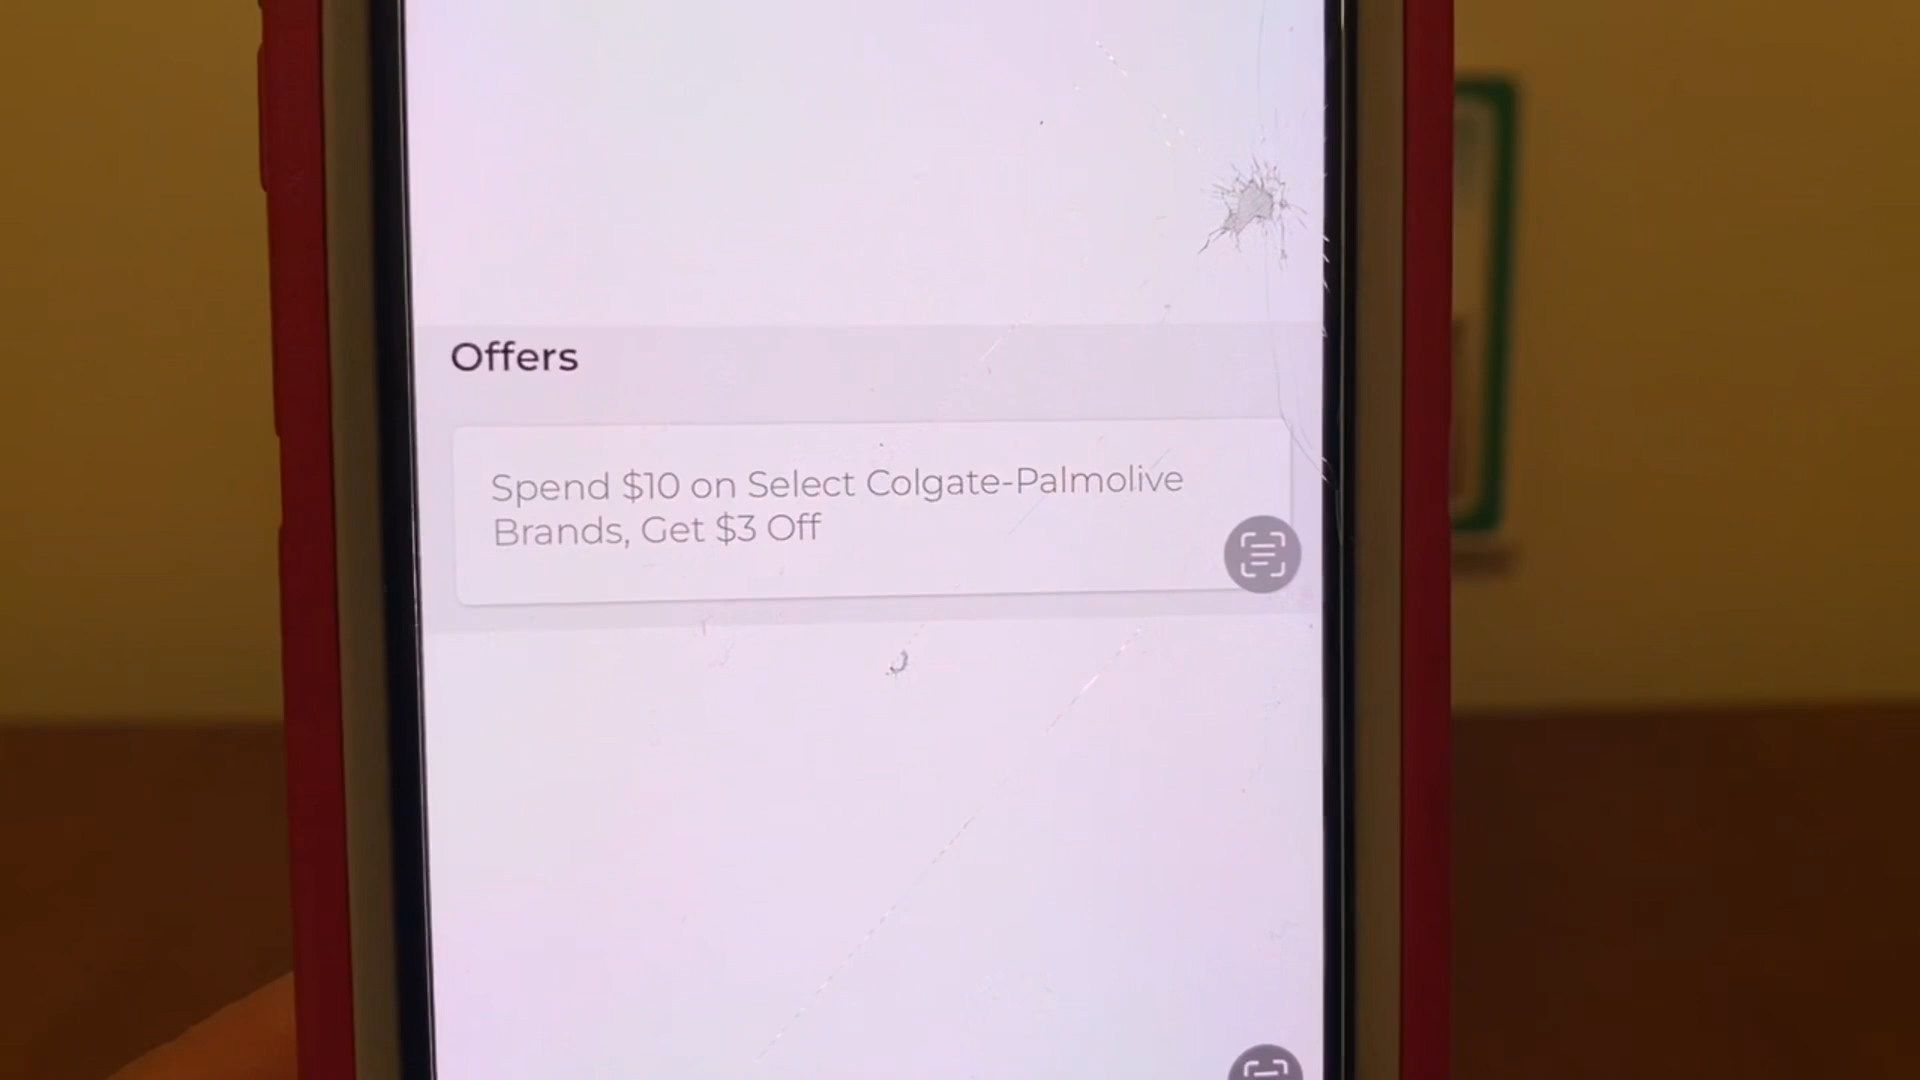 Offers
Spend $10 on Select Colgate-Palmolive
Brands, Get $3 Off